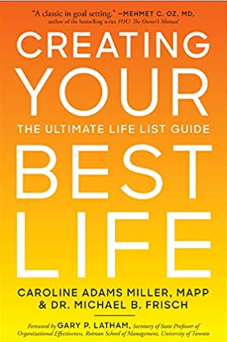 "A classic in goal setting." —MEHMET C. OZ, MD,
author of the bestselling series YOU: The Owner's Manual
CREATING
YOUR
THE ULTIMATE LIFE LIST GUIDE
BEST
LIFE
CAROLINE ADAMS MILLER, MAPP
& DR. MICHAEL B. FRISCH
Foreword by GARY P. LATHAM, Secretary of State Professor of
Organizational Effectiveness, Rotman School of Management, University of Toronto